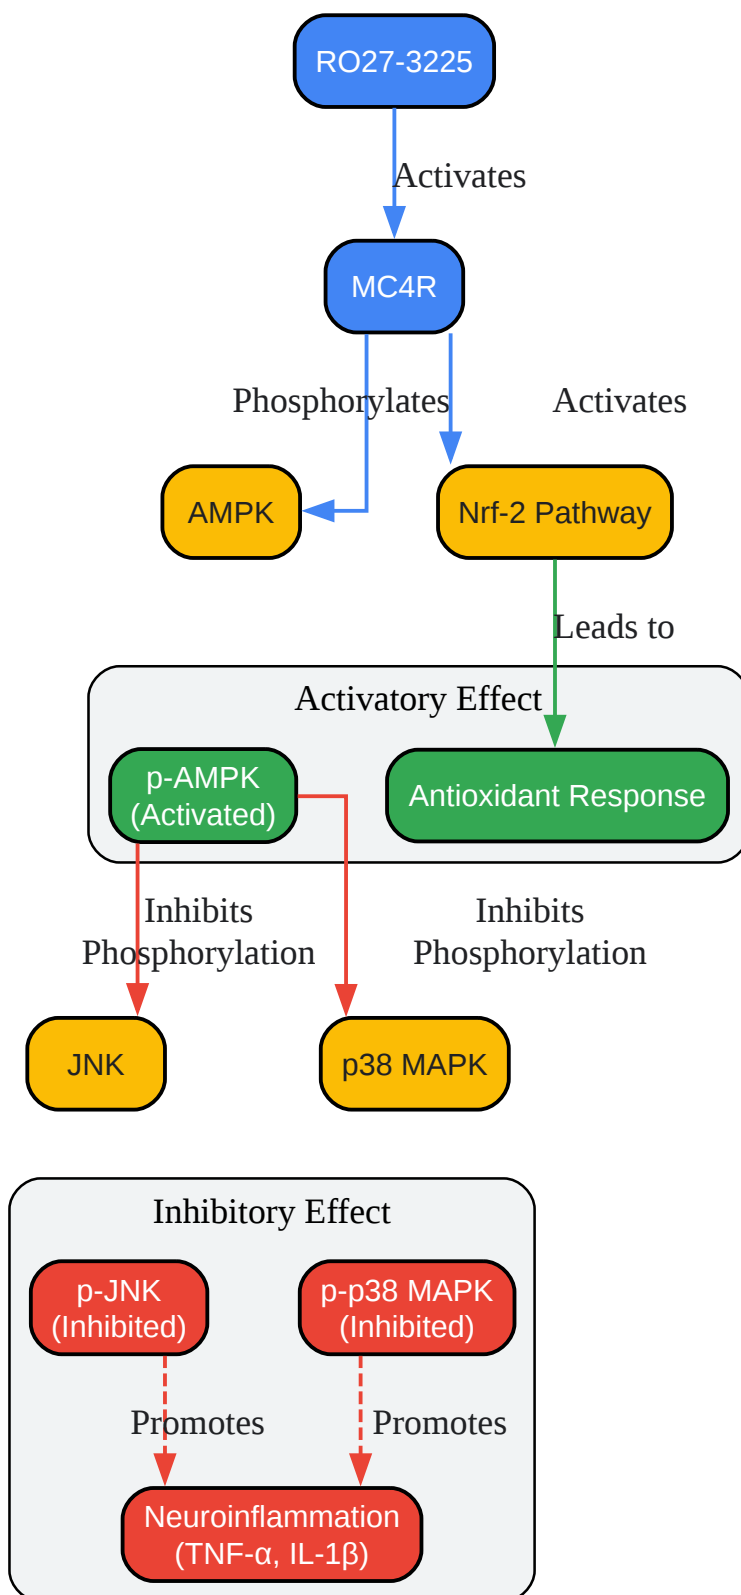 RO27-3225
Activates
MC4R
Phosphorylates
Activates
AMPK
Nrf-2 Pathway
Leads to
Activatory Effect
p-AMPK
(Activated)
Antioxidant Response
Inhibits
Phosphorylation
Inhibits
Phosphorylation
JNK
p38 MAPK
Inhibitory Effect
p-JNK
(Inhibited)
p-p38 MAPK
(Inhibited)
Promotes
Promotes
Neuroinflammation
(TNF-α, IL-1β)